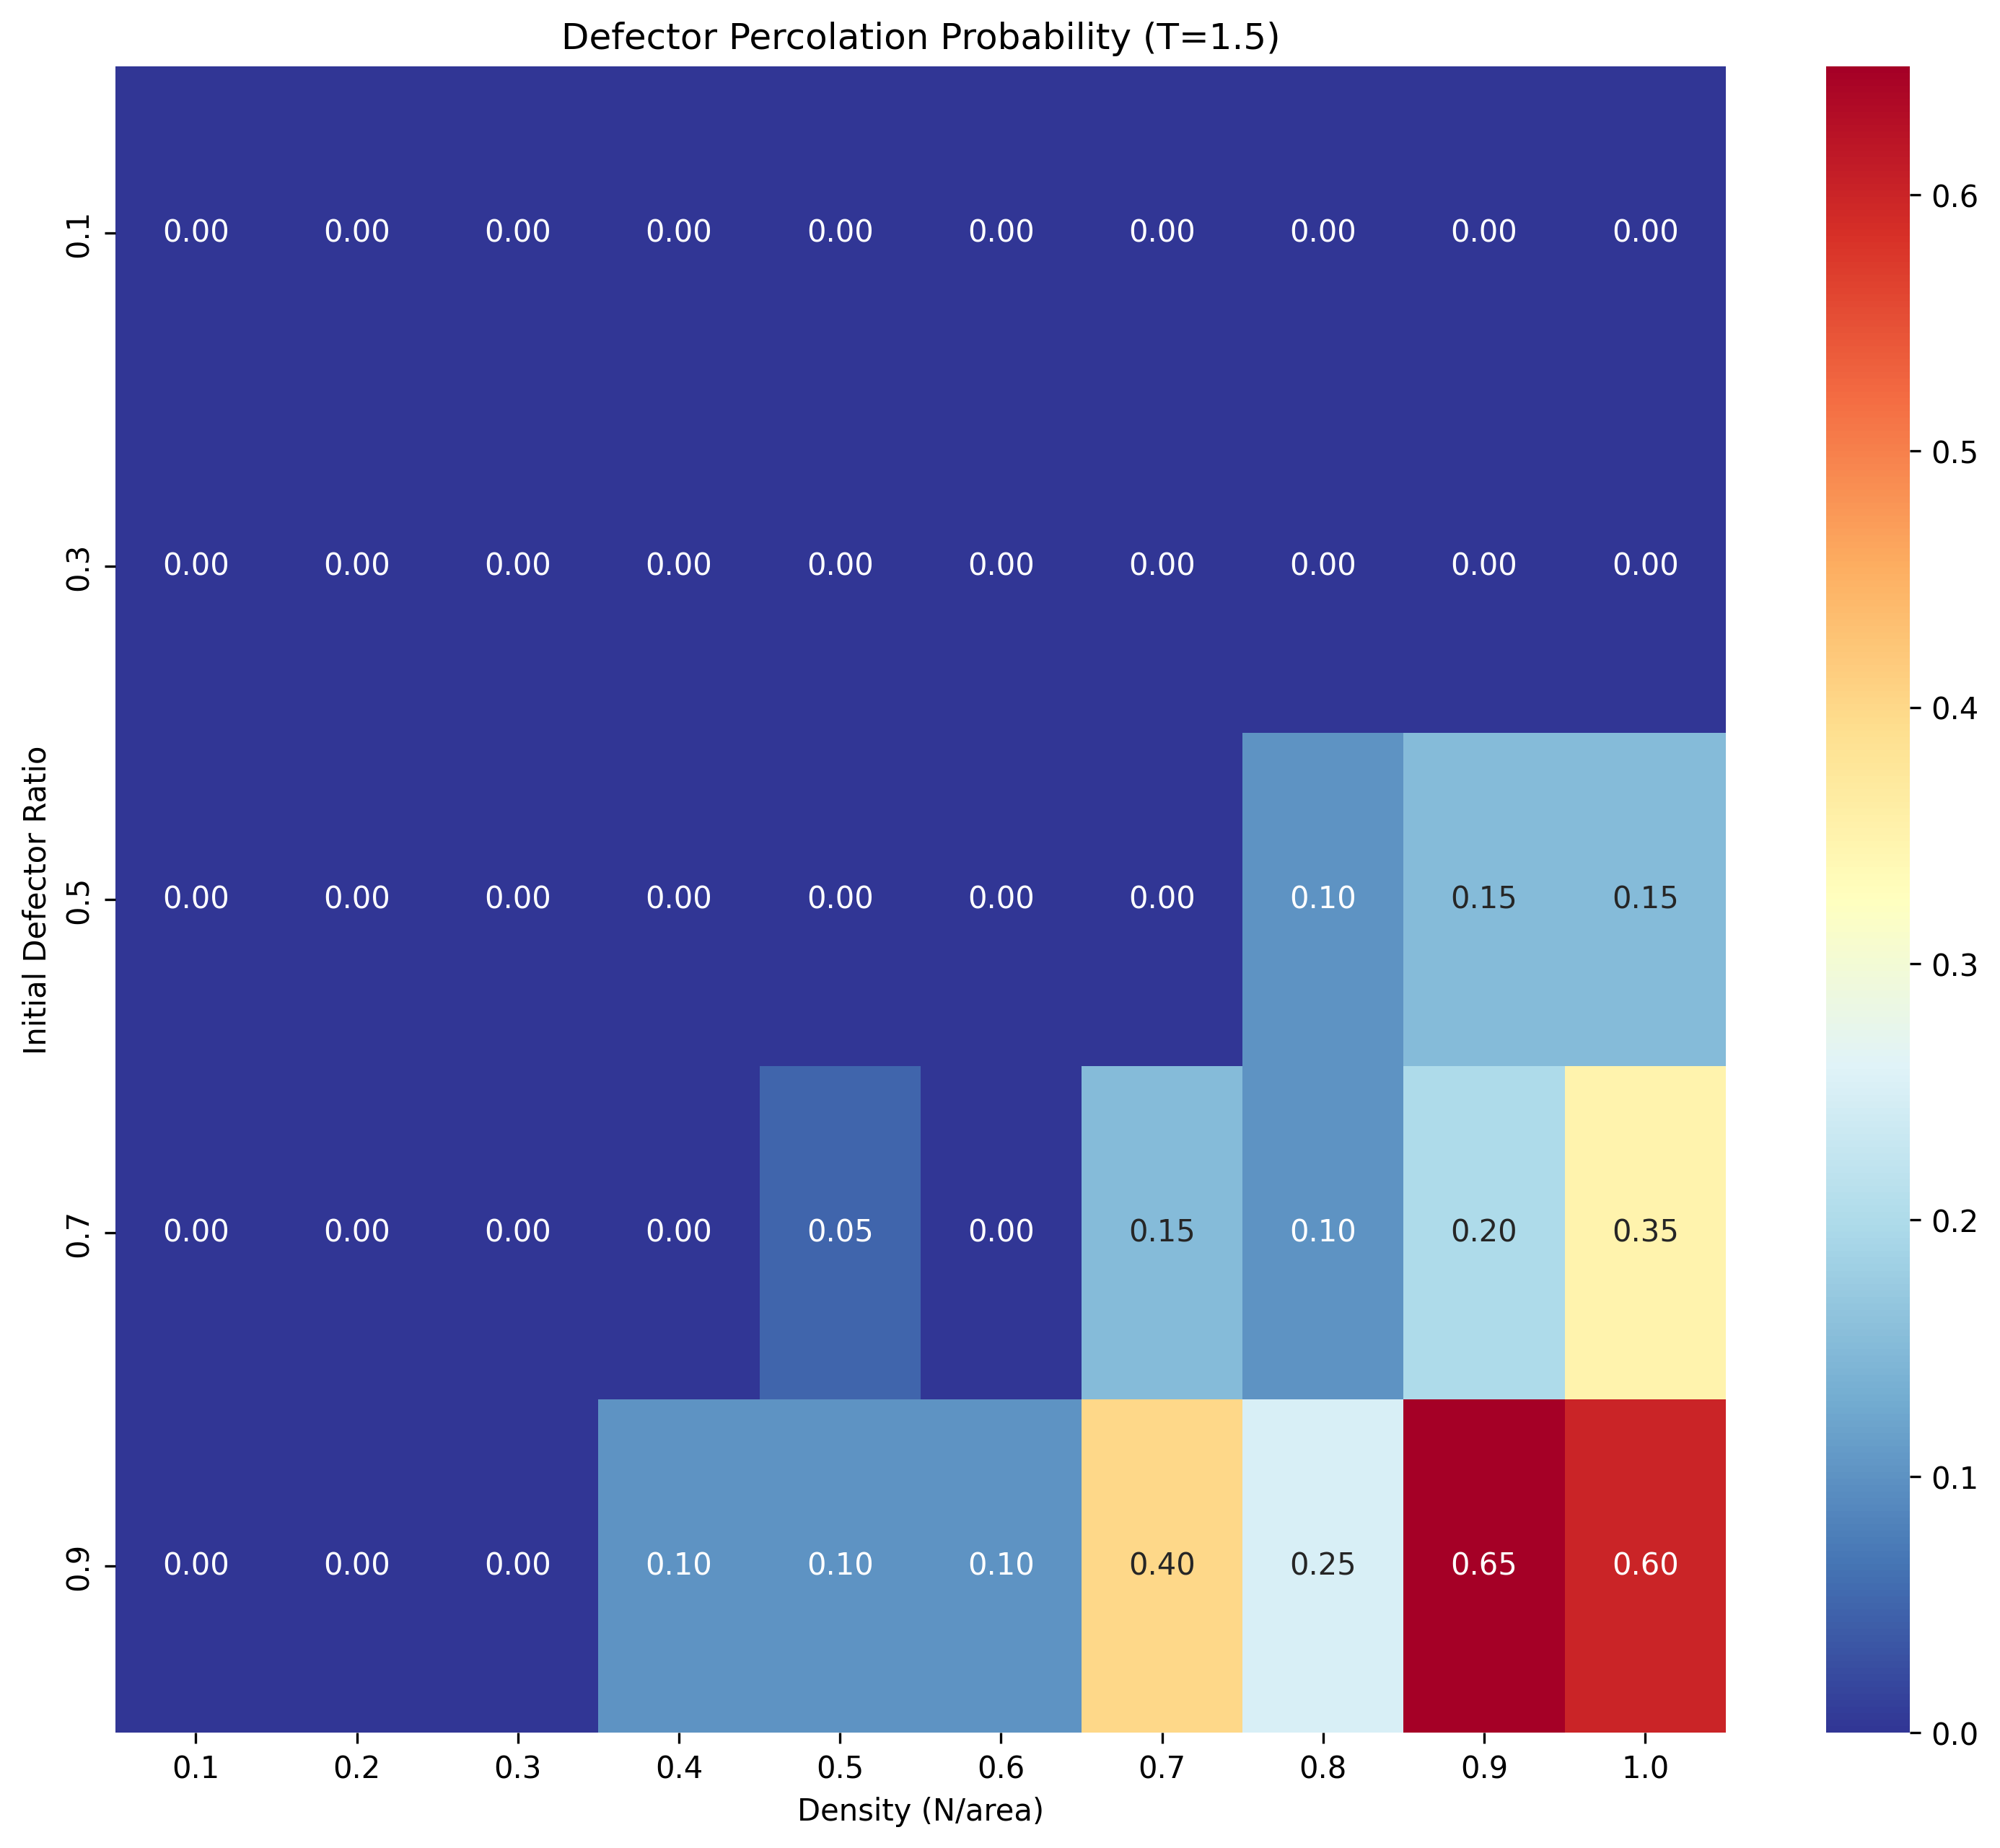 Defector Percolation Probability (T=1.5)
Initial Defector Ratio
0.1 0.00 0.00 0.00 0.00 0.00 0.00 0.00 0.00 0.00 0.00
0.3 0.00 0.00 0.00 0.00 0.00 0.00 0.00 0.00 0.00 0.00
0.5 0.00 0.00 0.00 0.00 0.00 0.00 0.00 0.10 0.15 0.15
0.7 0.00 0.00 0.00 0.00 0.05 0.00 0.15 0.10 0.20 0.35
0.9 0.00 0.00 0.00 0.10 0.10 0.10 0.40 0.25 0.65 0.60
0.1 0.2 0.3 0.4 0.5 0.6 0.7 0.8 0.9 1.0
Density (N/area)
0.6
0.5
0.4
0.3
0.2
0.1
0.0